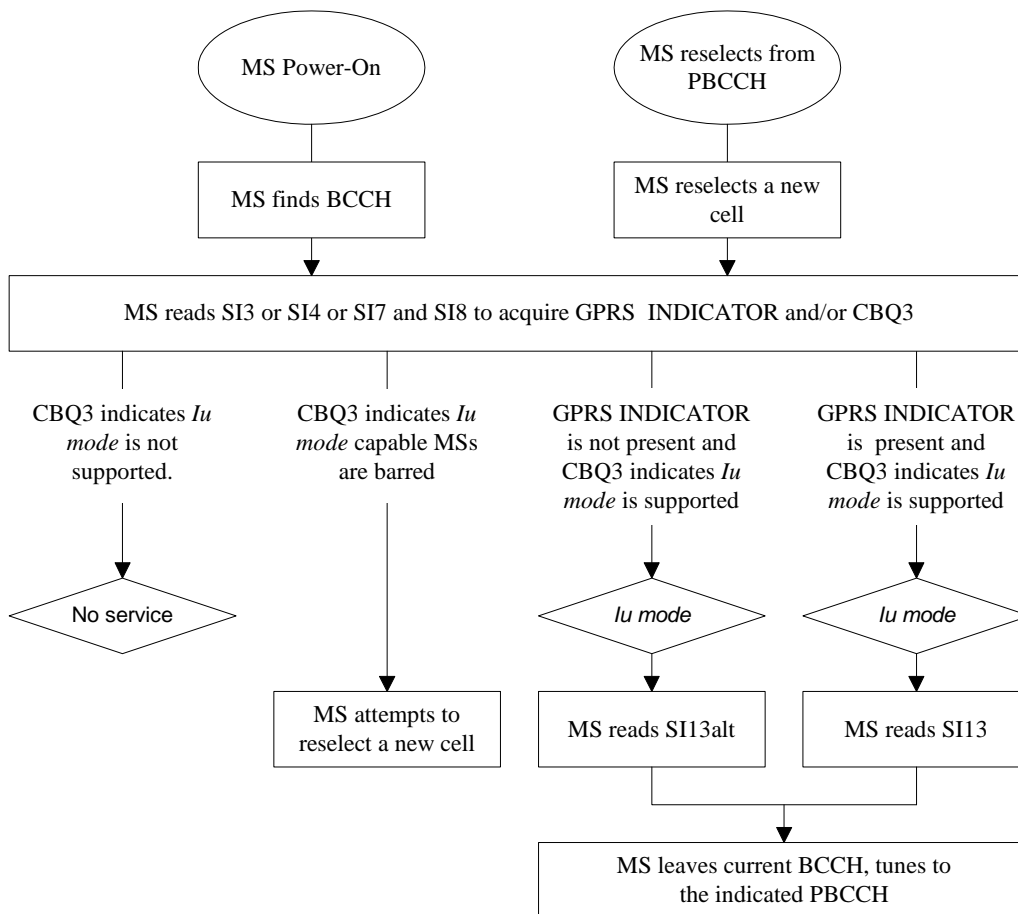 MS Power-On
MS reselects from
PBCCH
MS finds BCCH
MS reselects a new
cell
MS reads SI3 or SI4 or SI7 and SI8 to acquire GPRS  INDICATOR and/or CBQ3
CBQ3 indicates Iu
mode is not
supported.
CBQ3 indicates Iu
mode capable MSs
are barred
GPRS INDICATOR
is not present and
CBQ3 indicates Iu
mode is supported
GPRS INDICATOR
is  present and
CBQ3 indicates Iu
mode is supported
No service
Iu mode
Iu mode
MS attempts to
reselect a new cell
MS reads SI13alt
MS reads SI13
MS leaves current BCCH, tunes to
the indicated PBCCH